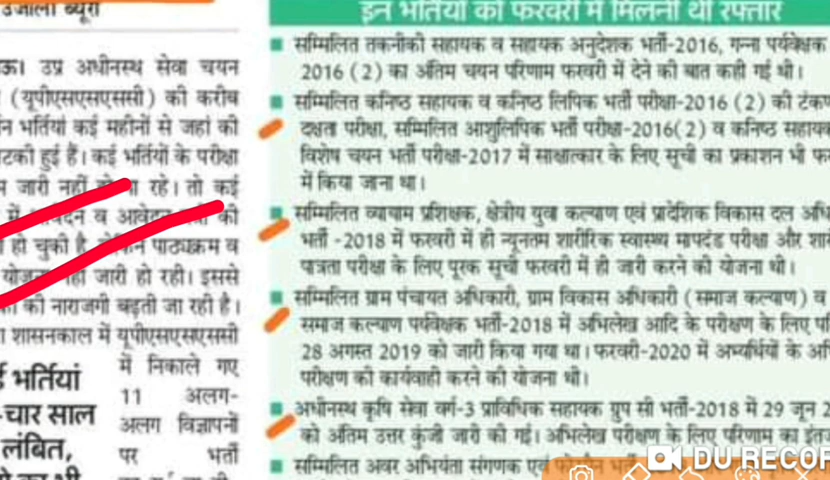 उजाला ब्यूरो
ऊ। उप्र अधीनस्थ सेवा चयन
(यूपीएसएसएससी) की करीब
न भर्तियां कई महीनों से जहां की
टकी हुई हैं। कई भर्तियों के परीक्षा
म जारी नहीं हो पा रहे। तो कई
में आवेदन व आवेदन की
हो चुकी है पाठ्यक्रम व
योजना नहीं जारी हो रही। इससे
की नाराजगी बढ़ती जा रही है।
शासनकाल में यूपीएसएसएससी
में निकाले गए
11 अलग-
अलग विज्ञापनों
पर भर्ती
भर्तियां
चार साल
लंबित,
इन भर्तियों को फरवरी में मिलनी थी रफ्तार
सम्मिलित तकनीकी सहायक व सहायक अनुदेशक भर्ती-2016, गन्ना पर्यवेक्षक
2016 (2) का अंतिम चयन परिणाम फरवरी में देने की बात कही गई थी।
सम्मिलित कनिष्ठ सहायक व कनिष्ठ लिपिक भर्ती परीक्षा-2016 (2) की टंकण
दक्षता परीक्षा, सम्मिलित आशुलिपिक भर्ती परीक्षा-2016(2) व कनिष्ठ सहायक
विशेष चयन भर्ती परीक्षा-2017 में साक्षात्कार के लिए सूची का प्रकाशन भी
में किया जाना था।
सम्मिलित व्यायाम प्रशिक्षक, क्षेत्रीय युवा कल्याण एवं प्रादेशिक विकास दल
भर्ती -2018 में फरवरी में ही न्यूनतम शारीरिक स्वास्थ्य मापदंड परीक्षा और
पात्रता परीक्षा के लिए पूरक सूची फरवरी में ही जारी करने की योजना थी।
सम्मिलित ग्राम पंचायत अधिकारी, ग्राम विकास अधिकारी (समाज कल्याण) व
समाज कल्याण पर्यवेक्षक भर्ती-2018 में अभिलेख आदि के परीक्षण के लिए
28 अगस्त 2019 को जारी किया गया था। फरवरी-2020 में अभ्यर्थियों के
परीक्षण की कार्यवाही करने की योजना थी।
अधीनस्थ कृषि सेवा वर्ग-3 प्राविधिक सहायक ग्रुप सी भर्ती-2018 में 29 जून
को अंतिम उत्तर कुंजी जारी की गई। अभिलेख परीक्षण के लिए परिणाम का
सम्मिलित अवर अभियंता संगणक एवं फोरमैन
DU RECOR